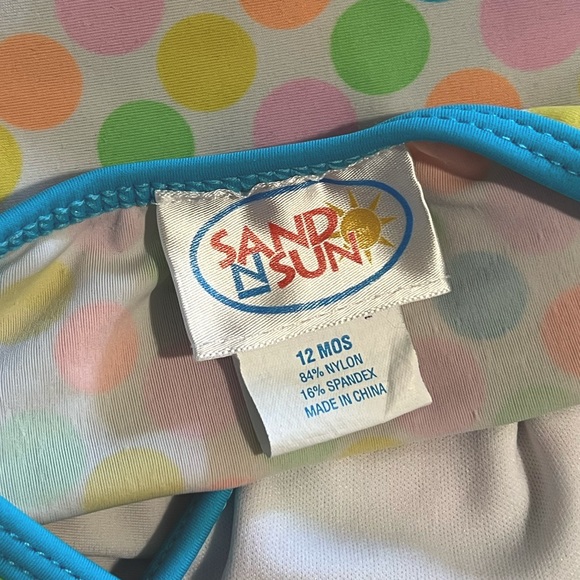 SAND
N SUN
12 MOS
84% NYLON
16% SPANDEX
MADE IN CHINA